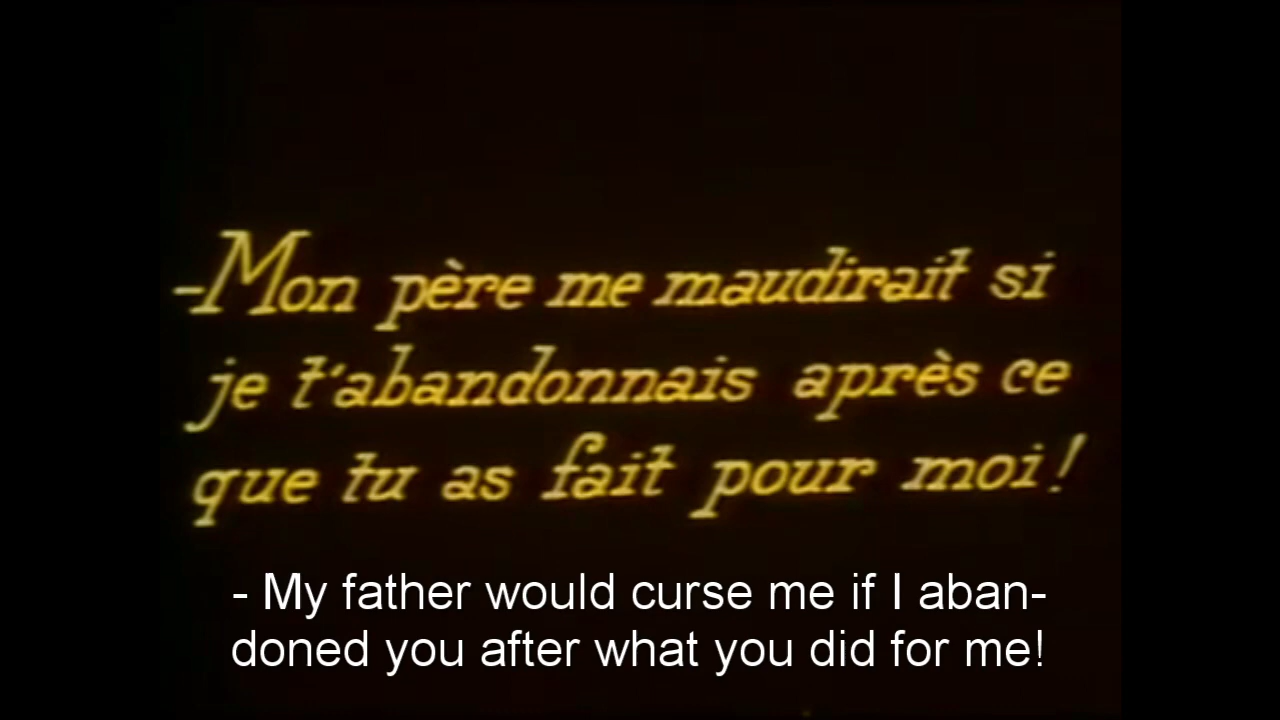 -Mon père me maudirait si
je t'abandonnais après ce
que tu as fait pour moi!
- My father would curse me if I aban-
doned you after what you did for me!